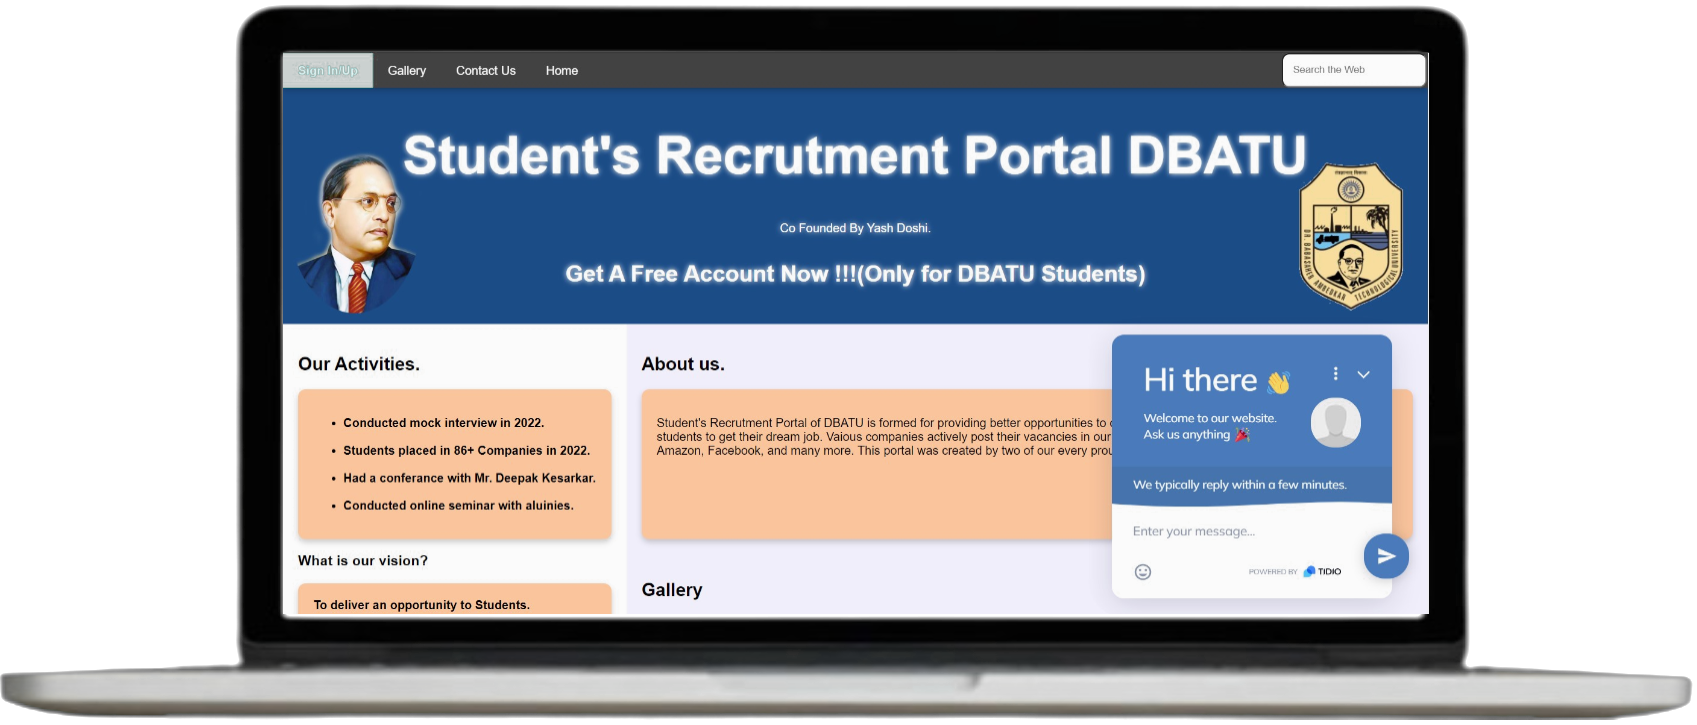 Sign In/Up
Gallery
Contact Us
Home
Search the Web
Student's Recrutment Portal DBATU
Co Founded By Yash Doshi.
Get A Free Account Now !!!(Only for DBATU Students)
DR. BABASAHEB AMBEDKAR TECHNOLOGICAL UNIVERSITY
Our Activities.
Conducted mock interview in 2022.
Students placed in 86+ Companies in 2022.
Had a conferance with Mr. Deepak Kesarkar.
Conducted online seminar with aluinies.
What is our vision?
To deliver an opportunity to Students.
About us.
Student's Recrutment Portal of DBATU is formed for providing better opportunities to
students to get their dream job. Vaious companies actively post their vacancies in our
Amazon, Facebook, and many more. This portal was created by two of our every
Gallery
Hi there 👋
Welcome to our website.
Ask us anything 🎉
We typically reply within a few minutes.
Enter your message...
POWERED BY TIDIO